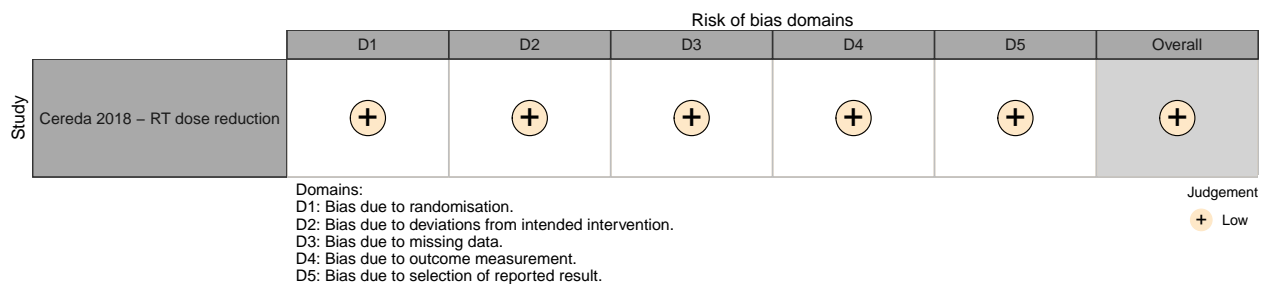 Risk of bias domains
D1 D2 D3 D4 D5 Overall
Study
Cereda 2018 – RT dose reduction + + + + + +
Domains:
D1: Bias due to randomisation.
D2: Bias due to deviations from intended intervention.
D3: Bias due to missing data.
D4: Bias due to outcome measurement.
D5: Bias due to selection of reported result.
Judgement
+ Low